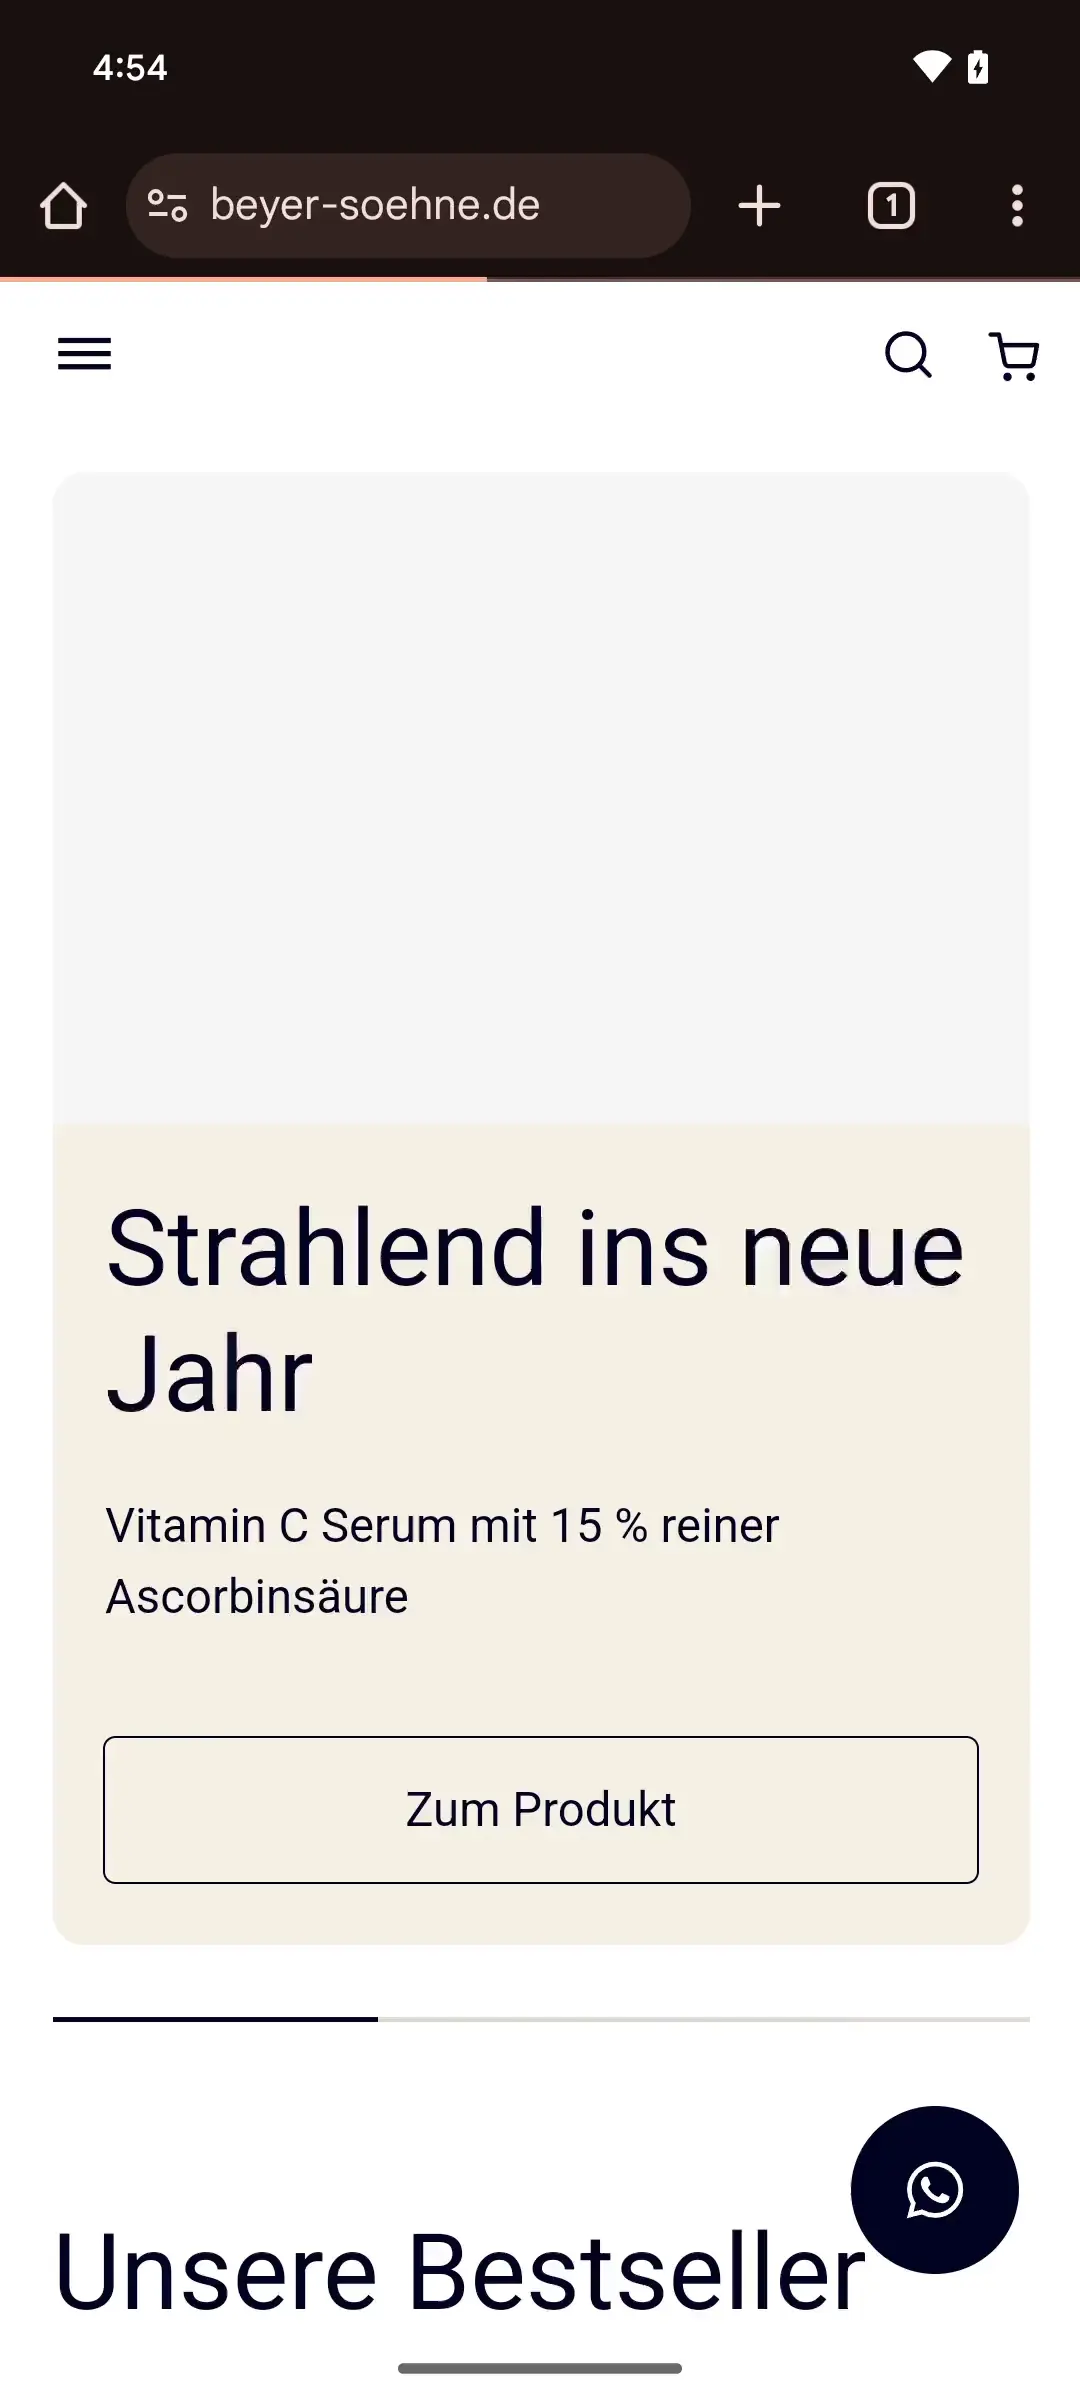 4:54
beyer-soehne.de
1
Strahlend ins neue
Jahr
Vitamin C Serum mit 15 % reiner
Ascorbinsäure
Zum Produkt
Unsere Bestseller